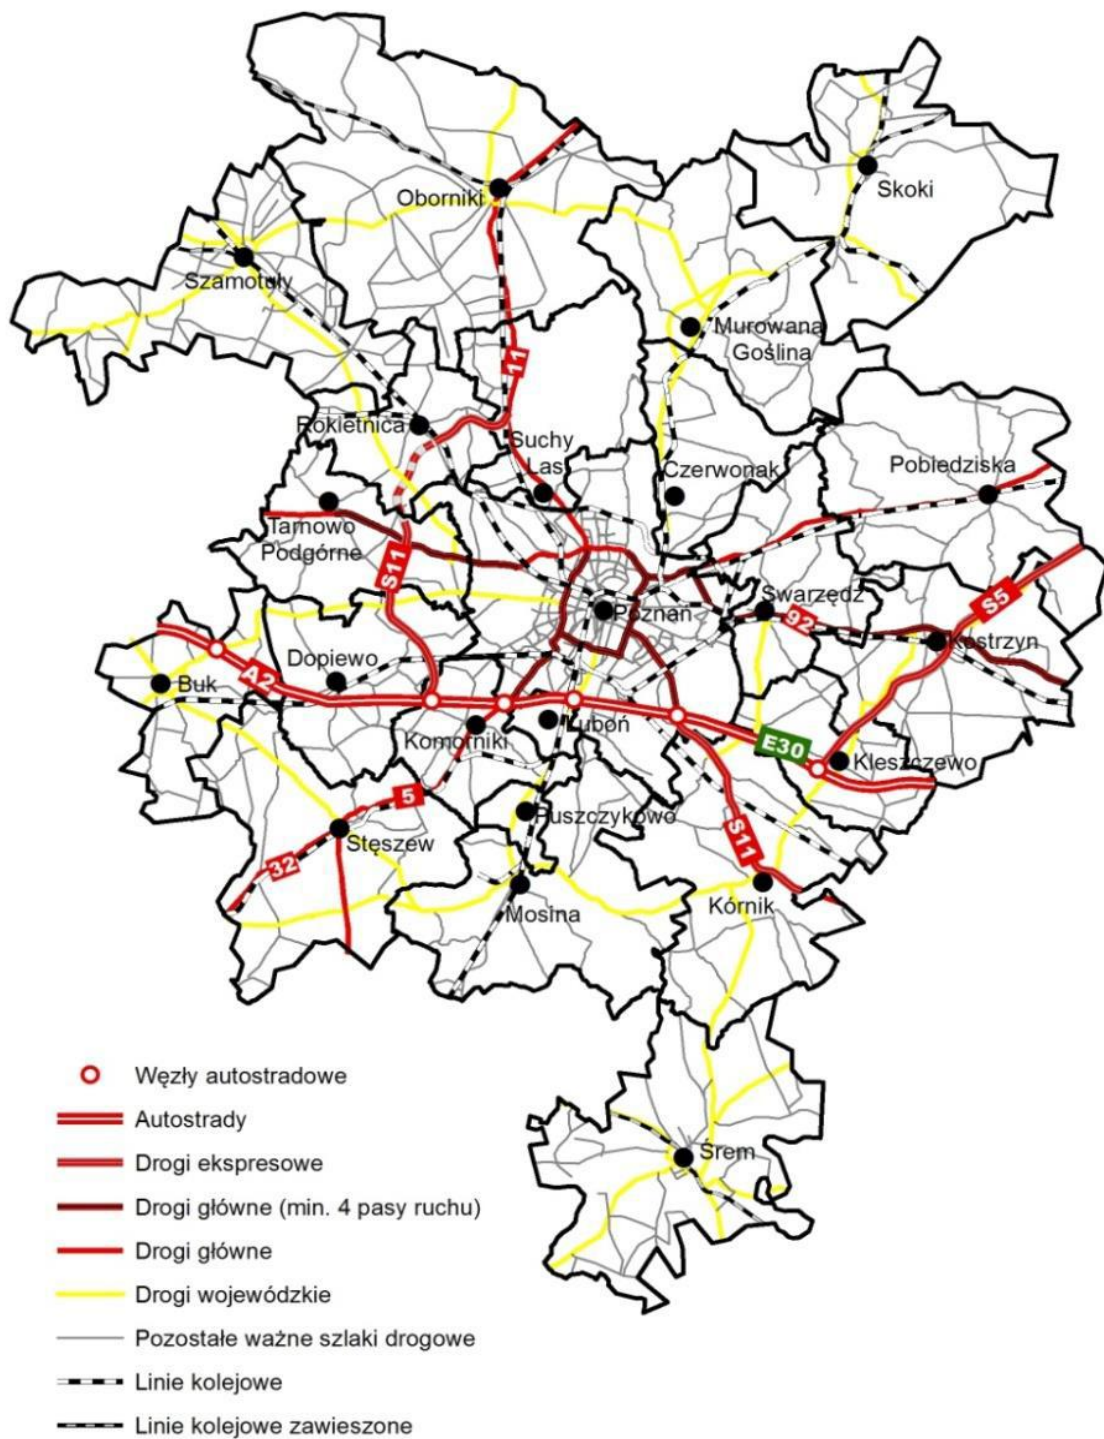 Oborniki
Skoki
Szamotuły
Murowana
Goślina
11
Rokietnica
Suchy
Las
Czerwonak
Pobiedziska
Tarnowo
Podgórne
S11
Swarzędz
S5
Poznań
92
Kostrzyn
Dopiewo
Buk
A2
Luboń
Komorniki
E30
Kleszczewo
5
Puszczykowo
Stęszew
S11
32
Kórnik
Mosina
Węzły autostradowe
Autostrady
Drogi ekspresowe
Drogi główne (min. 4 pasy ruchu)
Drogi główne
Śrem
Drogi wojewódzkie
Pozostałe ważne szlaki drogowe
Linie kolejowe
Linie kolejowe zawieszone